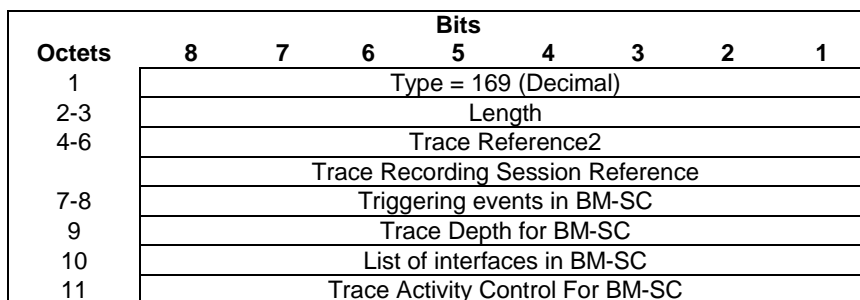 Bits
Octets 8 7 6 5 4 3 2 1
1 Type = 169 (Decimal)
2-3 Length
4-6 Trace Reference2
Trace Recording Session Reference
7-8 Triggering events in BM-SC
9 Trace Depth for BM-SC
10 List of interfaces in BM-SC
11 Trace Activity Control For BM-SC